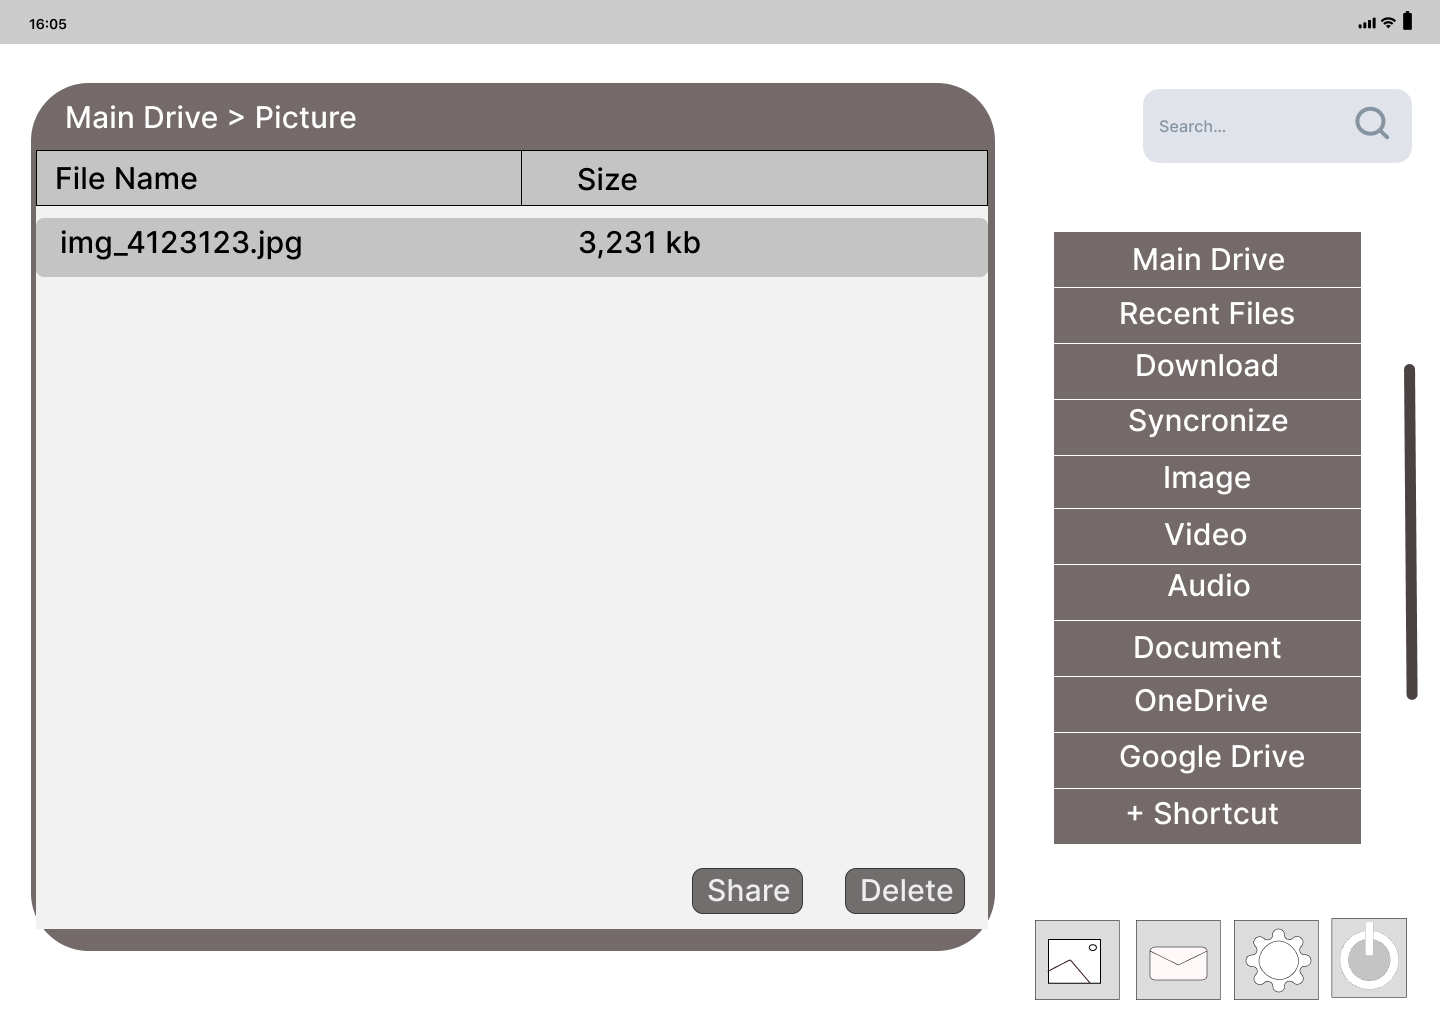 16:05
Main Drive > Picture
File Name Size
img_4123123.jpg 3,231 kb
Share Delete
Search...
Main Drive
Recent Files
Download
Syncronize
Image
Video
Audio
Document
OneDrive
Google Drive
+ Shortcut